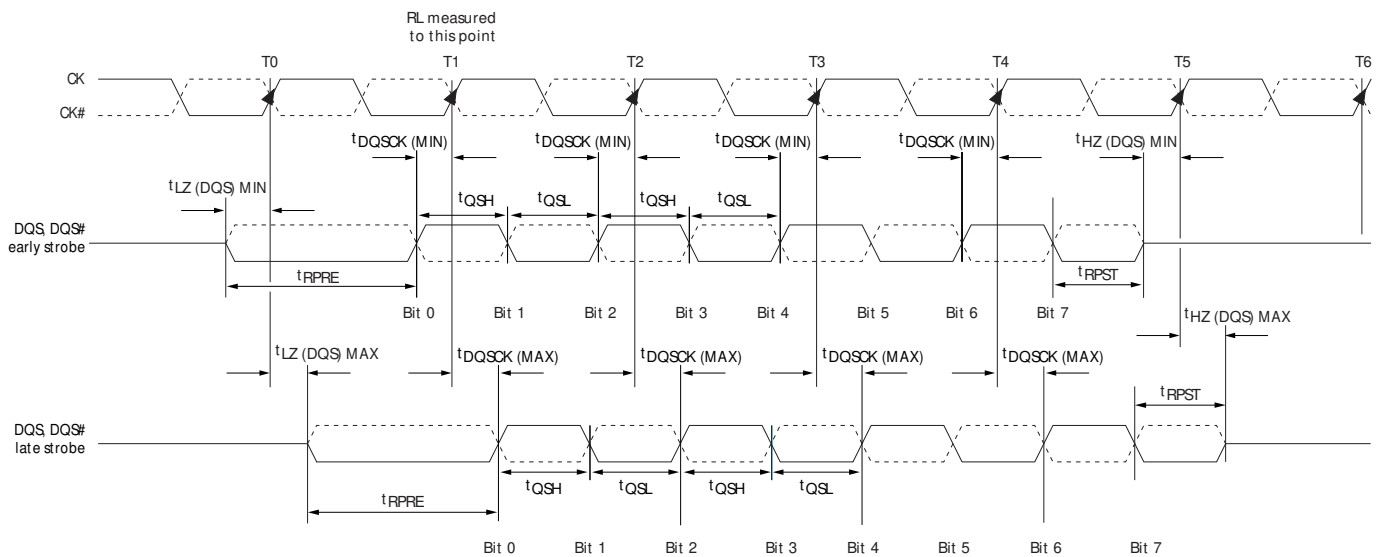 RL measured
to this point
T0 T1 T2 T3 T4 T5 T6
CK
CK#
tDQSCK (MIN) tDQSCK (MIN) tDQSCK (MIN) tDQSCK (MIN) tHZ (DQS) MIN
tLZ (DQS) MIN
tQSH tQSL tQSH tQSL
DQS, DQS#
early strobe
tRPRE tRPST
Bit 0 Bit 1 Bit 2 Bit 3 Bit 4 Bit 5 Bit 6 Bit 7
tHZ (DQS) MAX
tLZ (DQS) MAX tDQSCK (MAX) tDQSCK (MAX) tDQSCK (MAX) tDQSCK (MAX)
tRPST
DQS, DQS#
late strobe
tQSH tQSL tQSH tQSL
tRPRE
Bit 0 Bit 1 Bit 2 Bit 3 Bit 4 Bit 5 Bit 6 Bit 7